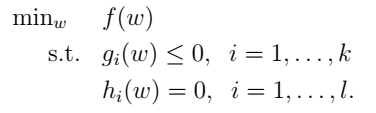 min_w f(w)
s.t. g_i(w) ≤ 0, i = 1, . . . , k
h_i(w) = 0, i = 1, . . . , l.